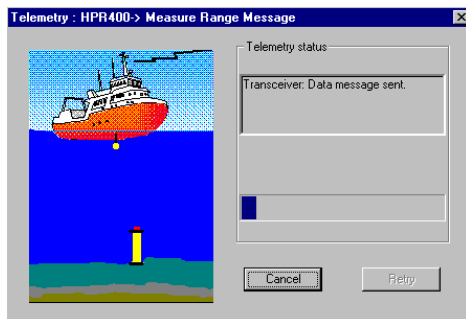 Telemetry : HPR400-> Measure Range Message
Telemetry status
Transceiver: Data message sent.
Cancel
Retry